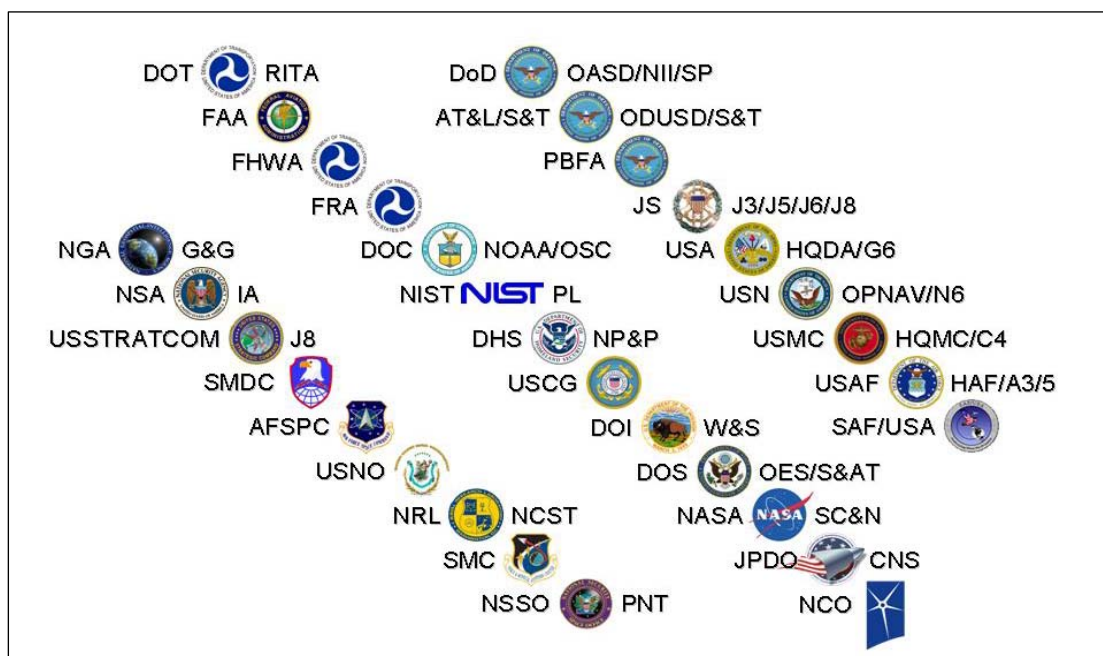 DOT RITA
FAA
FHWA
FRA
DOC NOAA/OSC
NIST NIST PL
DHS NP&P
USCG
DOI W&S
DOS OES/S&AT
NASA NASA SC&N
JPDO CNS
NCO
DoD OASD/NII/SP
AT&L/S&T ODUSD/S&T
PBFA
JS J3/J5/J6/J8
USA HQDA/G6
USN OPNAV/N6
USMC HQMC/C4
USAF HAF/A3/5
SAF/USA
NGA G&G
NSA IA
USSTRATCOM J8
SMDC
AFSPC
USNO
NRL NCST
SMC
NSSO PNT